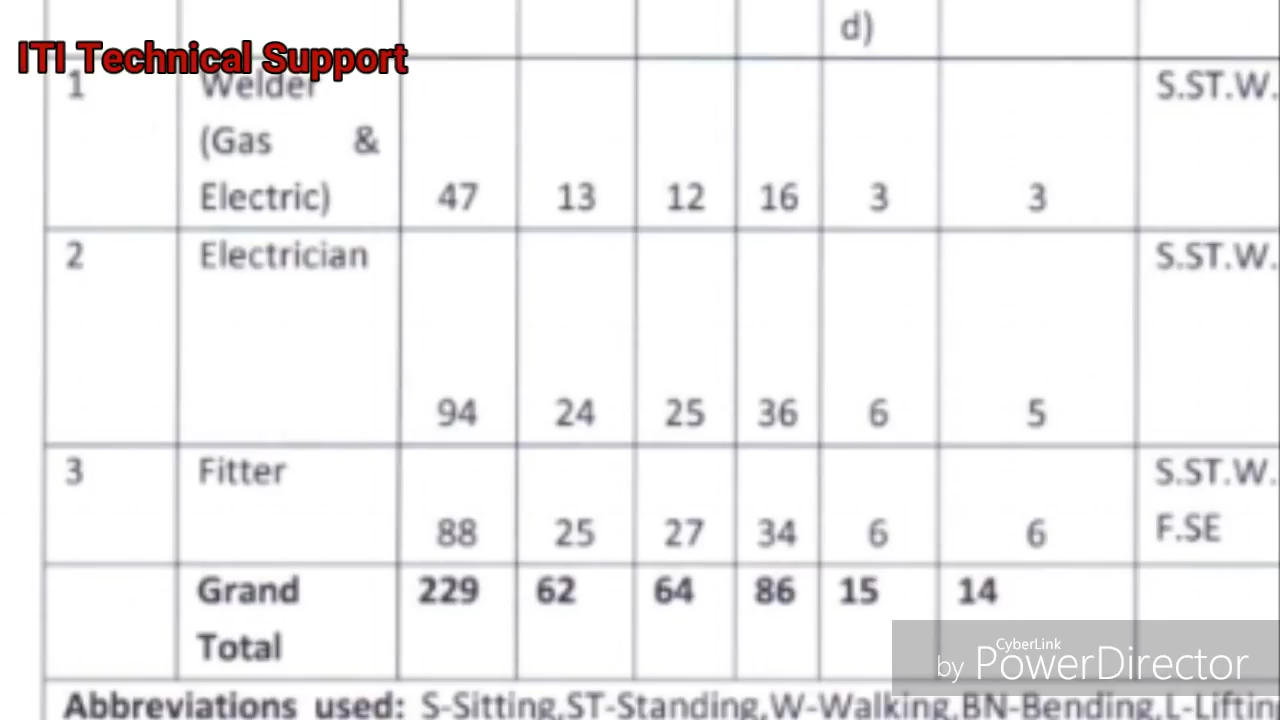 d)
ITI Technical Support
1 Welder S.ST.W.
(Gas &
Electric) 47 13 12 16 3 3
2 Electrician S.ST.W.
94 24 25 36 6 5
3 Fitter S.ST.W.
F.SE
88 25 27 34 6 6
Grand 229 62 64 86 15 14
Total
CyberLink
by PowerDirector
Abbreviations used: S-Sitting,ST-Standing,W-Walking,BN-Bending,L-Liftin